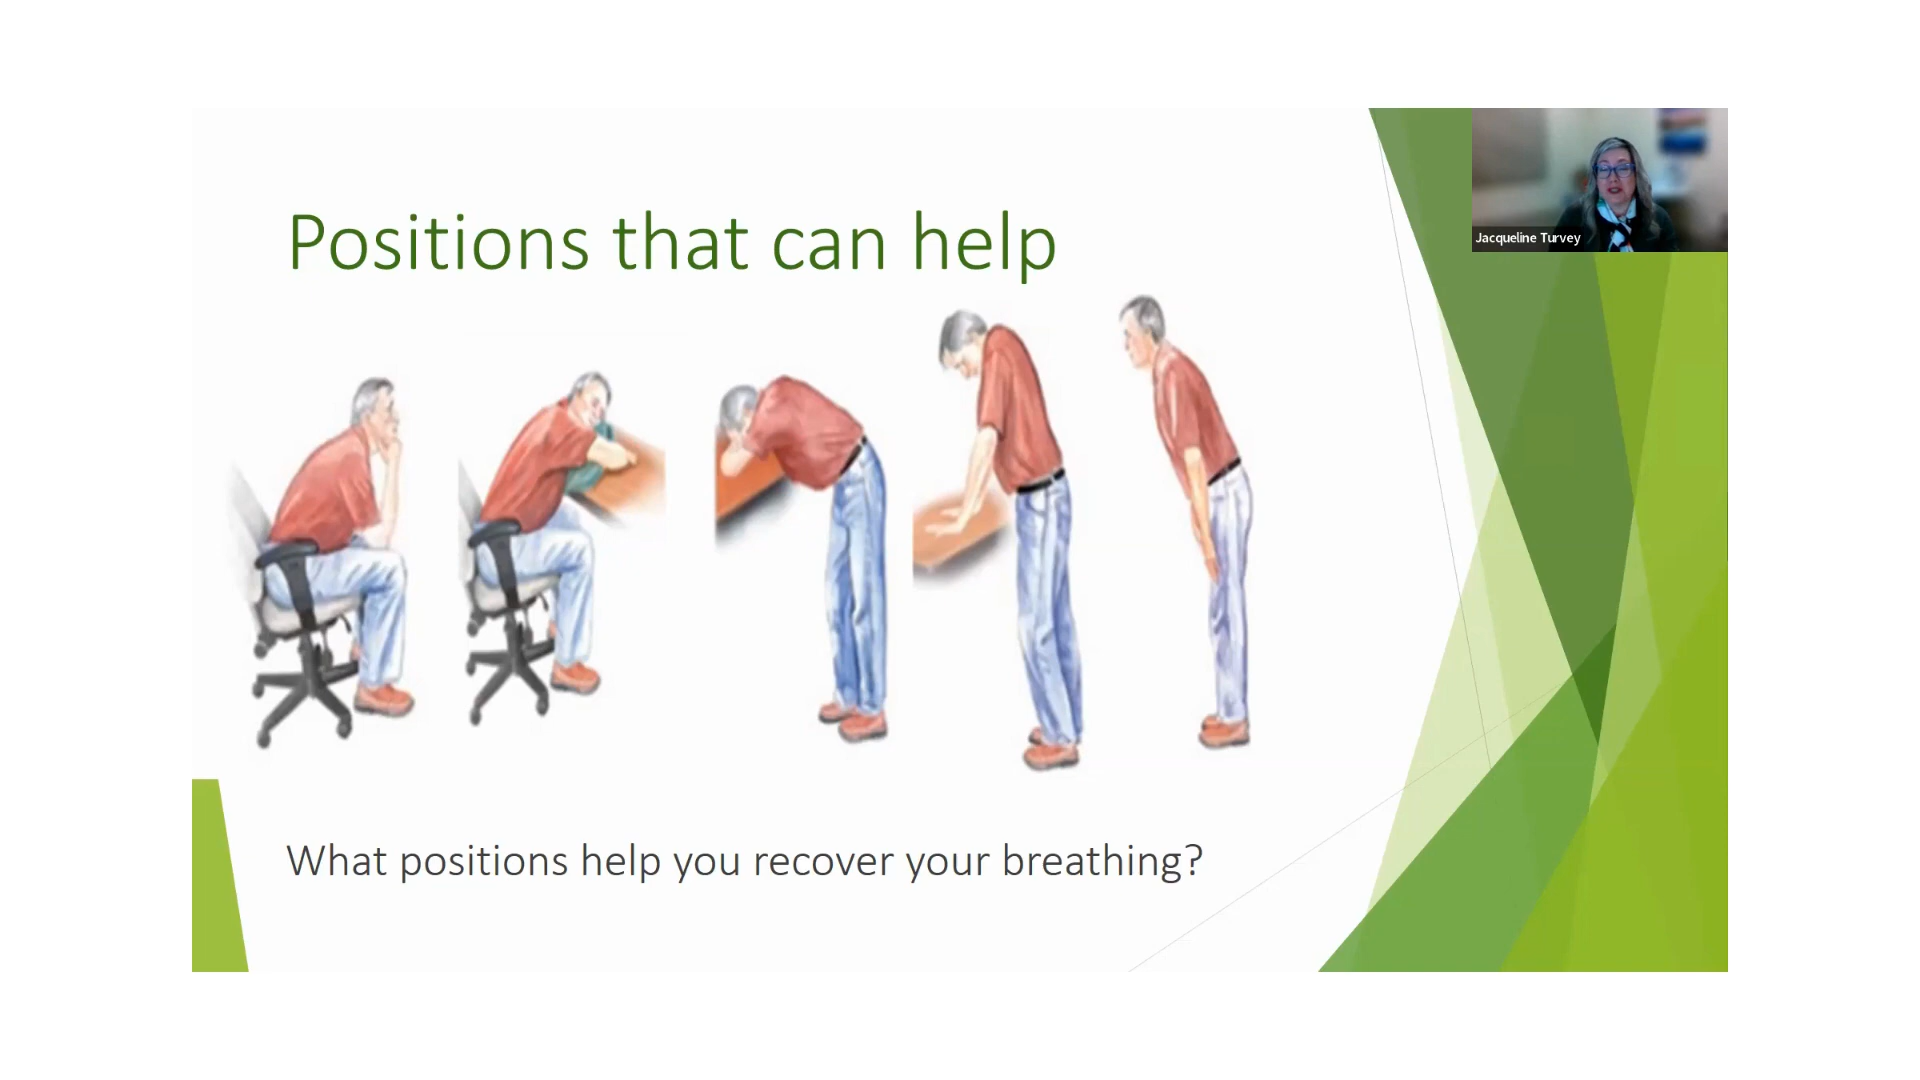 Jacqueline Turvey
Positions that can help
What positions help you recover your breathing?